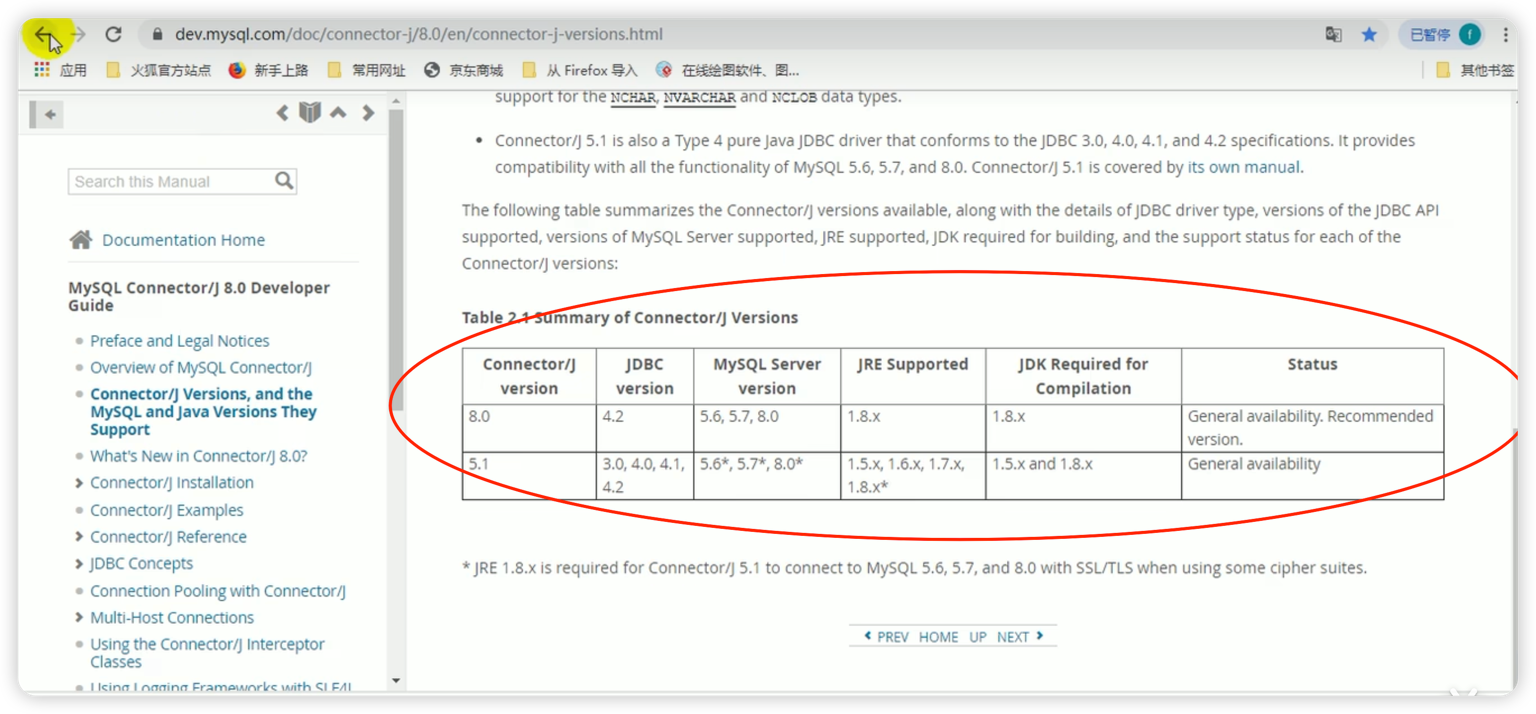 dev.mysql.com/doc/connector-j/8.0/en/connector-j-versions.html
已暂停 f
应用 火狐官方站点 新手上路 常用网址 京东商城 从 Firefox 导入 在线绘图软件、图... 其他书签
Search this Manual
Documentation Home
MySQL Connector/J 8.0 Developer
Guide
Preface and Legal Notices
Overview of MySQL Connector/J
Connector/J Versions, and the
MySQL and Java Versions They
Support
What's New in Connector/J 8.0?
Connector/J Installation
Connector/J Examples
Connector/J Reference
JDBC Concepts
Connection Pooling with Connector/J
Multi-Host Connections
Using the Connector/J Interceptor
Classes
Using Logging Frameworks with SLF4J
support for the NCHAR, NVARCHAR and NCLOB data types.
• Connector/J 5.1 is also a Type 4 pure Java JDBC driver that conforms to the JDBC 3.0, 4.0, 4.1, and 4.2 specifications. It provides
compatibility with all the functionality of MySQL 5.6, 5.7, and 8.0. Connector/J 5.1 is covered by its own manual.
The following table summarizes the Connector/J versions available, along with the details of JDBC driver type, versions of the JDBC API
supported, versions of MySQL Server supported, JRE supported, JDK required for building, and the support status for each of the
Connector/J versions:
Table 2.1 Summary of Connector/J Versions
Connector/J JDBC MySQL Server JRE Supported JDK Required for Status
version version version Compilation
8.0 4.2 5.6, 5.7, 8.0 1.8.x 1.8.x General availability. Recommended
version.
5.1 3.0, 4.0, 4.1, 5.6*, 5.7*, 8.0* 1.5.x, 1.6.x, 1.7.x, 1.5.x and 1.8.x General availability
4.2 1.8.x*
* JRE 1.8.x is required for Connector/J 5.1 to connect to MySQL 5.6, 5.7, and 8.0 with SSL/TLS when using some cipher suites.
PREV HOME UP NEXT